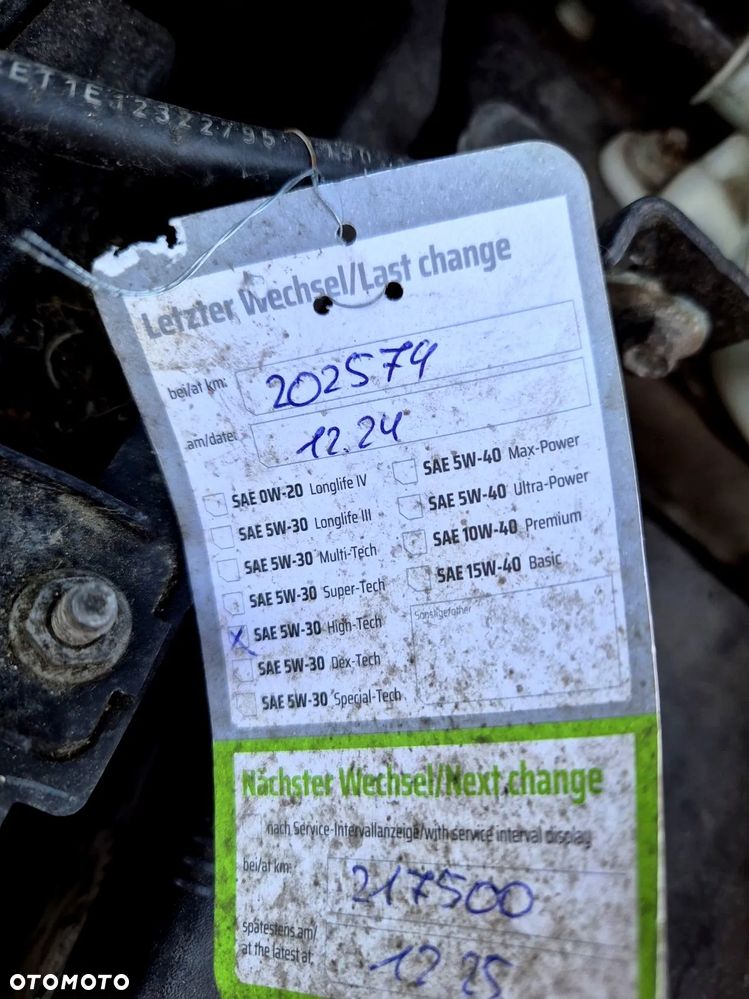 Letzter Wechsel/Last change
bei/at km: 202574
am/date: 12.24
SAE 0W-20 Longlife IV
SAE 5W-30 Longlife III
SAE 5W-30 Multi-Tech
SAE 5W-30 Super-Tech
X SAE 5W-30 High-Tech
SAE 5W-30 Dex-Tech
SAE 5W-30 Special-Tech
SAE 5W-40 Max-Power
SAE 5W-40 Ultra-Power
SAE 10W-40 Premium
SAE 15W-40 Basic
Nächster Wechsel/Next change
nach Service-Intervallanzeige/with service interval display
bei/at km: 217500
spätestens am/
at the latest at: 12 25
OTOMOTO